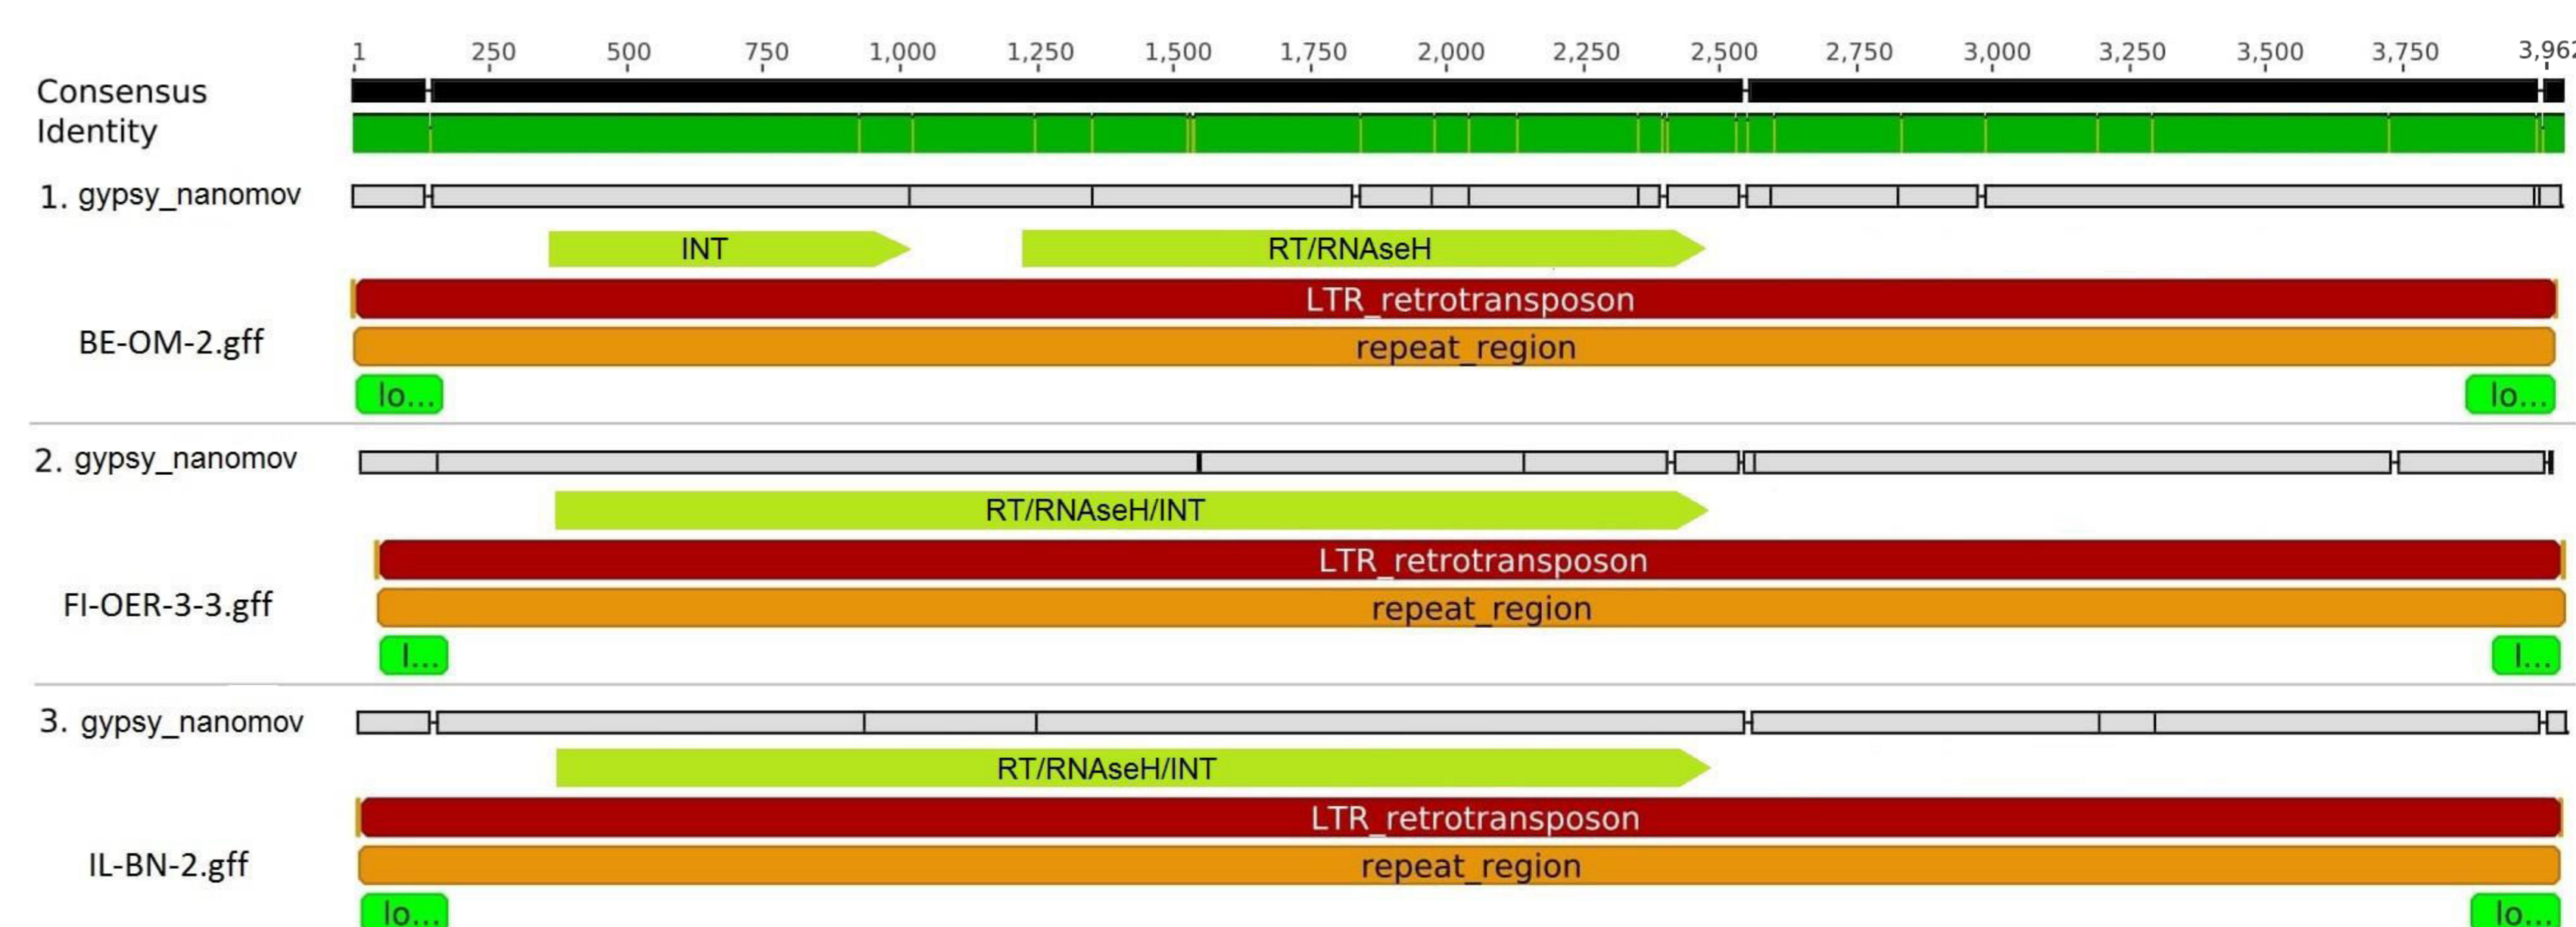 1 250 500 750 1,000 1,250 1,500 1,750 2,000 2,250 2,500 2,750 3,000 3,250 3,500 3,750 3,962
Consensus
Identity
1. gypsy_nanomov
INT RT/RNAseH
LTR_retrotransposon
BE-OM-2.gff repeat_region
lo... lo...
2. gypsy_nanomov
RT/RNAseH/INT
LTR_retrotransposon
FI-OER-3-3.gff repeat_region
l... l...
3. gypsy_nanomov
RT/RNAseH/INT
LTR_retrotransposon
IL-BN-2.gff repeat_region
lo... lo...